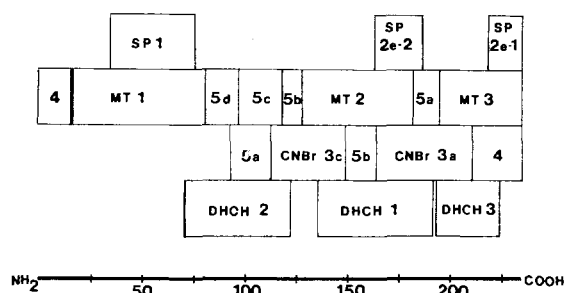 SP 1 SP 2e-2 SP 2e-1
4 MT 1 5d 5c 5b MT 2 5a MT 3
5a CNBr 3c 5b CNBr 3a 4
DHCH 2 DHCH 1 DHCH 3
NH2 50 100 150 200 COOH